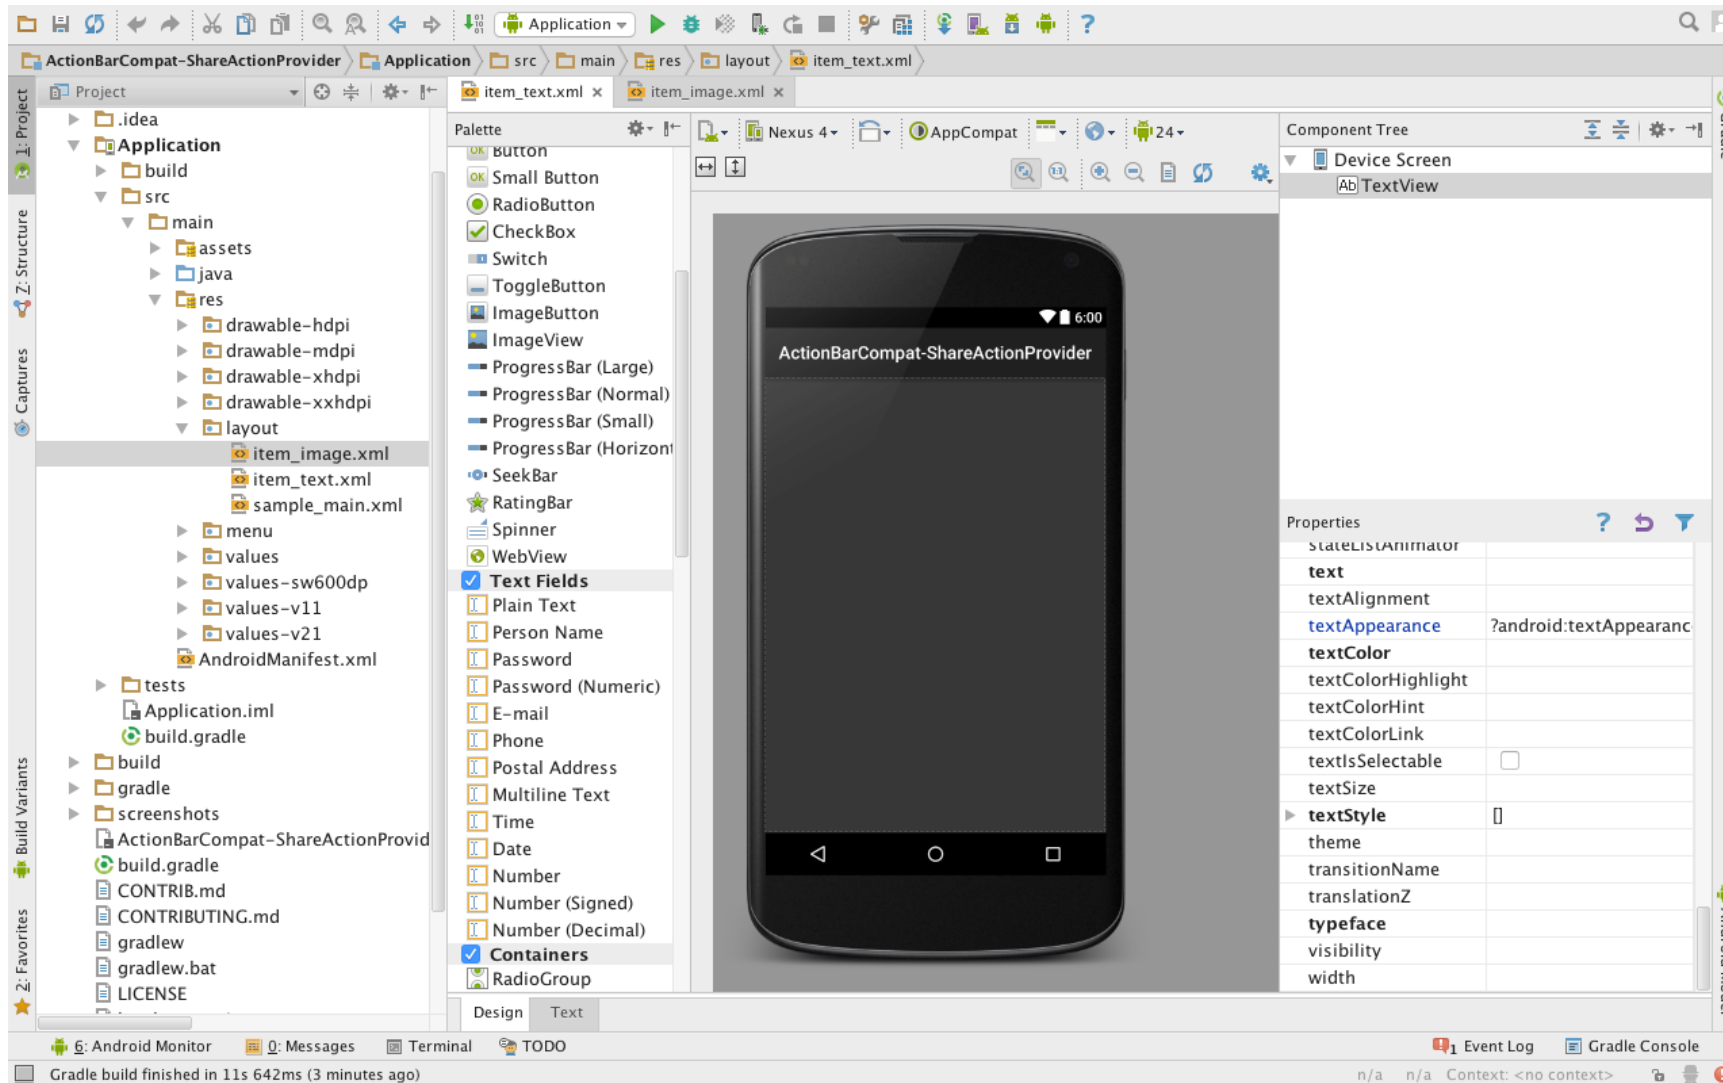 Application
ActionBarCompat-ShareActionProvider
Application
src
main
res
layout
item_text.xml
1: Project
Z: Structure
Captures
Build Variants
2: Favorites
Project
.idea
Application
build
src
main
assets
java
res
drawable-hdpi
drawable-mdpi
drawable-xhdpi
drawable-xxhdpi
layout
item_image.xml
item_text.xml
sample_main.xml
menu
values
values-sw600dp
values-v11
values-v21
AndroidManifest.xml
tests
Application.iml
build.gradle
build
gradle
screenshots
ActionBarCompat-ShareActionProvid
build.gradle
CONTRIB.md
CONTRIBUTING.md
gradlew
gradlew.bat
LICENSE
item_text.xml
item_image.xml
Palette
Button
OK Small Button
RadioButton
CheckBox
Switch
ToggleButton
ImageButton
ImageView
ProgressBar (Large)
ProgressBar (Normal)
ProgressBar (Small)
ProgressBar (Horizont
SeekBar
RatingBar
Spinner
WebView
Text Fields
Plain Text
Person Name
Password
Password (Numeric)
E-mail
Phone
Postal Address
Multiline Text
Time
Date
Number
Number (Signed)
Number (Decimal)
Containers
RadioGroup
Nexus 4
AppCompat
24
1:1
6:00
ActionBarCompat-ShareActionProvider
Design
Text
Component Tree
Device Screen
Ab TextView
Properties
stateListAnimator
text
textAlignment
textAppearance ?android:textAppearanc
textColor
textColorHighlight
textColorHint
textColorLink
textIsSelectable
textSize
textStyle []
theme
transitionName
translationZ
typeface
visibility
width
6: Android Monitor
0: Messages
Terminal
TODO
1 Event Log
Gradle Console
Gradle build finished in 11s 642ms (3 minutes ago)
n/a
n/a
Context: <no context>